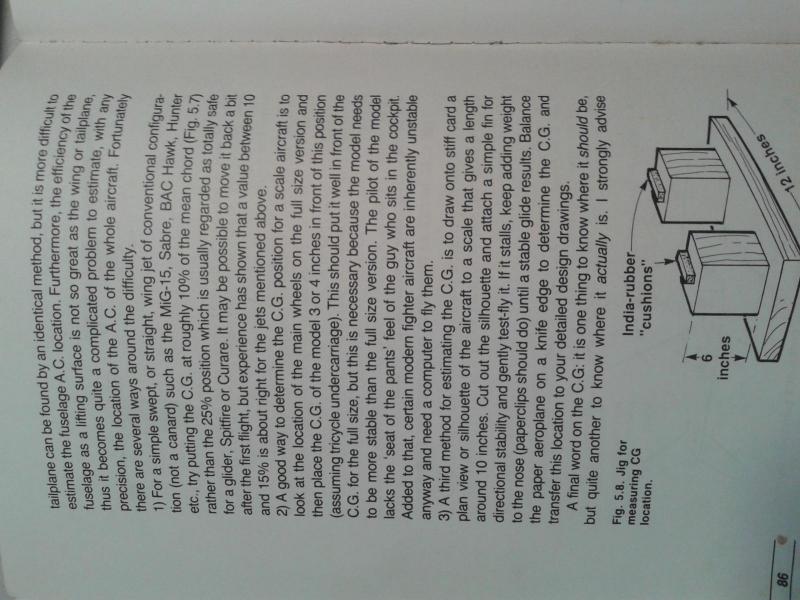 tailplane can be found by an identical method, but it is more difficult to
estimate the fuselage A.C. location. Furthermore, the efficiency of the
fuselage as a lifting surface is not so great as the wing or tailplane,
thus it becomes quite a complicated problem to estimate, with any
precision, the location of the A.C. of the whole aircraft. Fortunately
there are several ways around the difficulty.
1) For a simple swept, or straight, wing jet of conventional configura-
tion (not a canard) such as the MiG-15, Sabre, BAC Hawk, Hunter
etc., try putting the C.G. at roughly 10% of the mean chord (Fig. 5.7)
rather than the 25% position which is usually regarded as totally safe
for a glider, Spitfire or Curare. It may be possible to move it back a bit
after the first flight, but experience has shown that a value between 10
and 15% is about right for the jets mentioned above.
2) A good way to determine the C.G. position for a scale aircraft is to
look at the location of the main wheels on the full size version and
then place the C.G. of the model 3 or 4 inches in front of this position
(assuming tricycle undercarriage). This should put it well in front of the
C.G. for the full size, but this is necessary because the model needs
to be more stable than the full size version. The pilot of the model
lacks the 'seat of the pants' feel of the guy who sits in the cockpit.
Added to that, certain modern fighter aircraft are inherently unstable
anyway and need a computer to fly them.
3) A third method for estimating the C.G. is to draw onto stiff card a
plan view or silhouette of the aircraft to a scale that gives a length
around 10 inches. Cut out the silhouette and attach a simple fin for
directional stability and gently test-fly it. If it stalls, keep adding weight
to the nose (paperclips should do) until a stable glide results. Balance
the paper aeroplane on a knife edge to determine the C.G. and
transfer this location to your detailed design drawings.
A final word on the C.G: it is one thing to know where it should be,
but quite another to know where it actually is. I strongly advise
Fig. 5.8. Jig for
measuring CG
location.
India-rubber
"cushions"
6
inches
12 inches
86